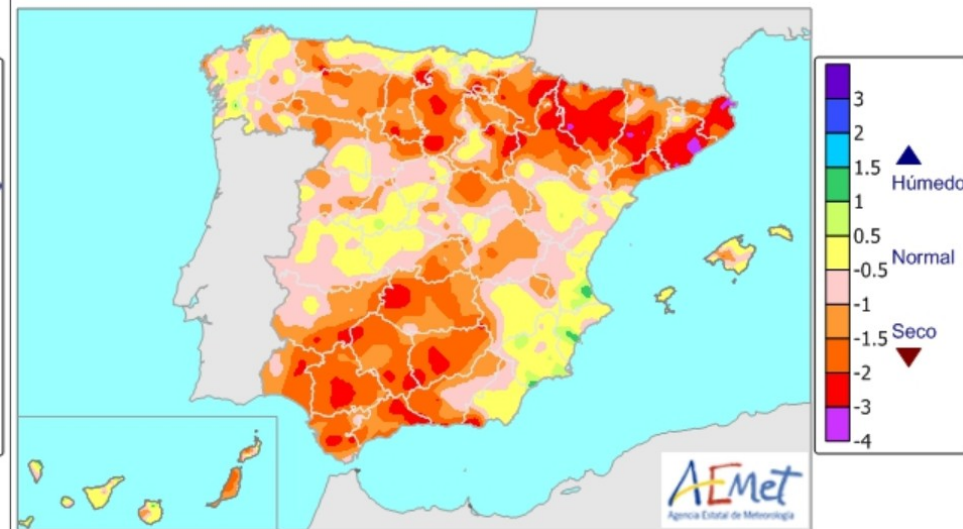 3
2
1.5
Húmedo
1
0.5
Normal
-0.5
-1
Seco
-1.5
-2
-3
-4
AEMet
Agencia Estatal de Meteorología